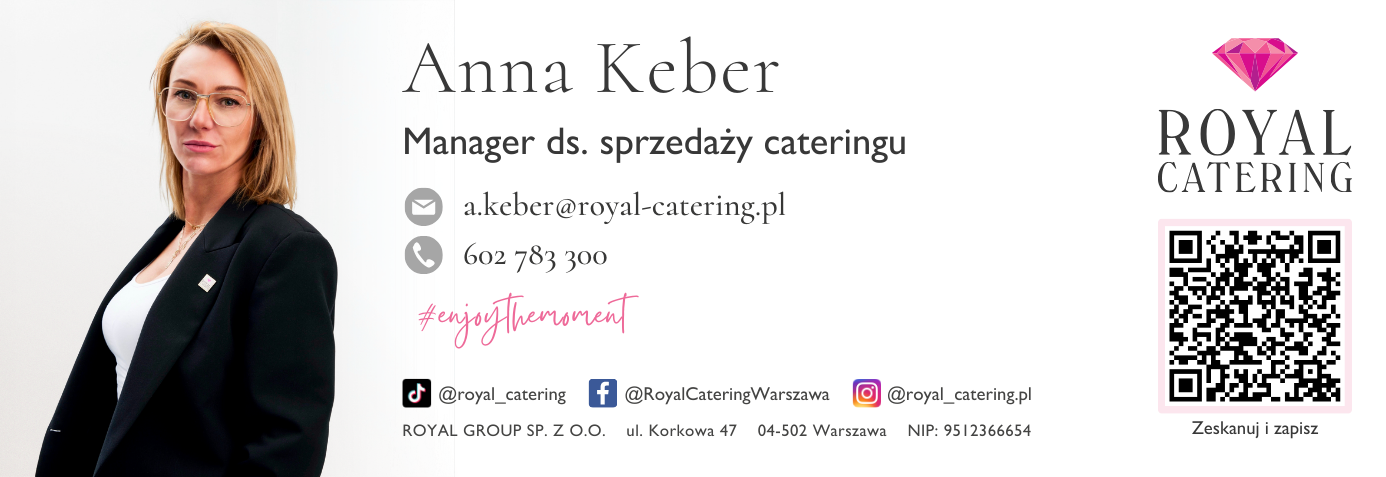 Anna Keber
Manager ds. sprzedaży cateringu
a.keber@royal-catering.pl
602 783 300
#enjoythemoment
@royal_catering @RoyalCateringWarszawa @royal_catering.pl
ROYAL GROUP SP. Z O.O. ul. Korkowa 47 04-502 Warszawa NIP: 9512366654
ROYAL
CATERING
Zeskanuj i zapisz